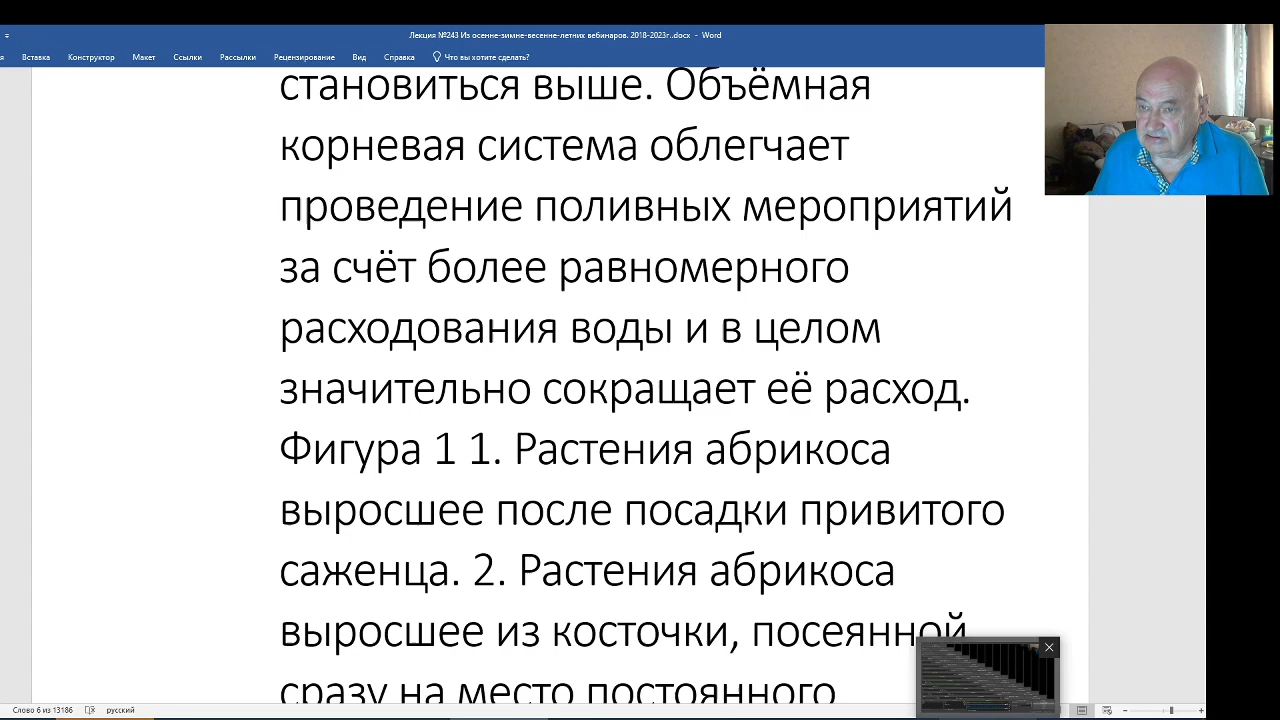 Лекция №243 Из осенне-зимне-весенне-летних вебинаров. 2018-2023г..docx - Word
Вставка Конструктор Макет Ссылки Рассылки Рецензирование Вид Справка Что вы хотите сделать?
становиться выше. Объёмная
корневая система облегчает
проведение поливных мероприятий
за счёт более равномерного
расходования воды и в целом
значительно сокращает её расход.
Фигура 1 1. Растения абрикоса
выросшее после посадки привитого
саженца. 2. Растения абрикоса
выросшее из косточки, посеянной
сразу на место постоянного
Слово 6 из 13186 русский